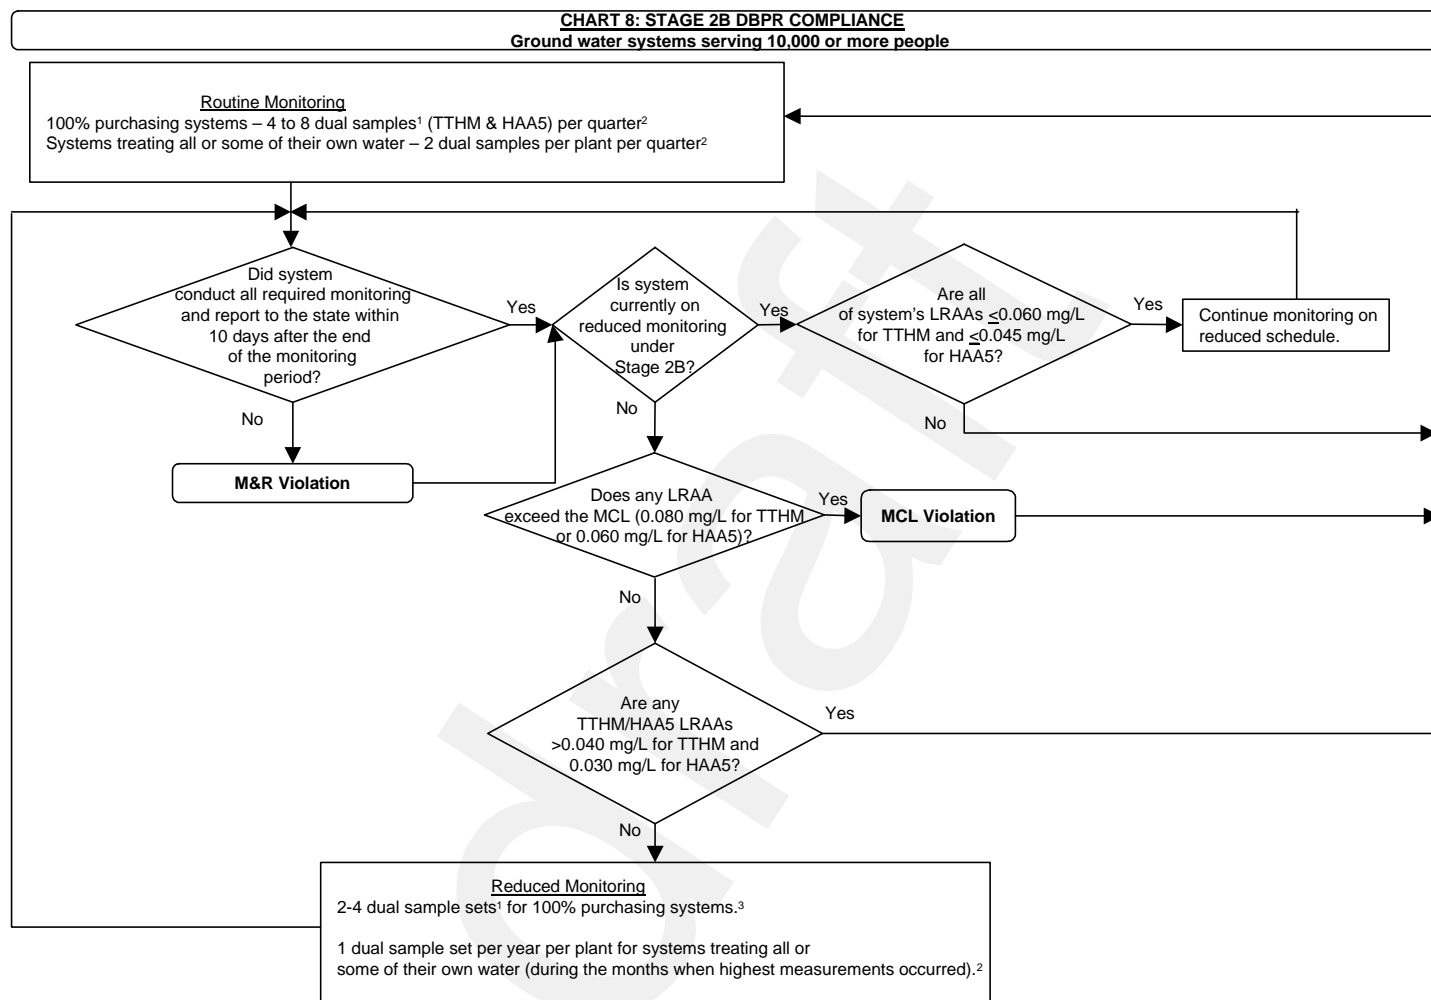 CHART 8: STAGE 2B DBPR COMPLIANCE
Ground water systems serving 10,000 or more people
Routine Monitoring
100% purchasing systems – 4 to 8 dual samples¹ (TTHM & HAA5) per quarter²
Systems treating all or some of their own water – 2 dual samples per plant per quarter²
Did system
conduct all required monitoring
and report to the state within
10 days after the end
of the monitoring
period?
Yes
No
M&R Violation
Is system
currently on
reduced monitoring
under
Stage 2B?
Yes
No
Are all
of system's LRAAs ≤0.060 mg/L
for TTHM and ≤0.045 mg/L
for HAA5?
Yes
No
Continue monitoring on
reduced schedule.
Does any LRAA
exceed the MCL (0.080 mg/L for TTHM
or 0.060 mg/L for HAA5)?
Yes
No
MCL Violation
Are any
TTHM/HAA5 LRAAs
>0.040 mg/L for TTHM and
0.030 mg/L for HAA5?
Yes
No
Reduced Monitoring
2-4 dual sample sets¹ for 100% purchasing systems.³
1 dual sample set per year per plant for systems treating all or
some of their own water (during the months when highest measurements occurred).²
draft